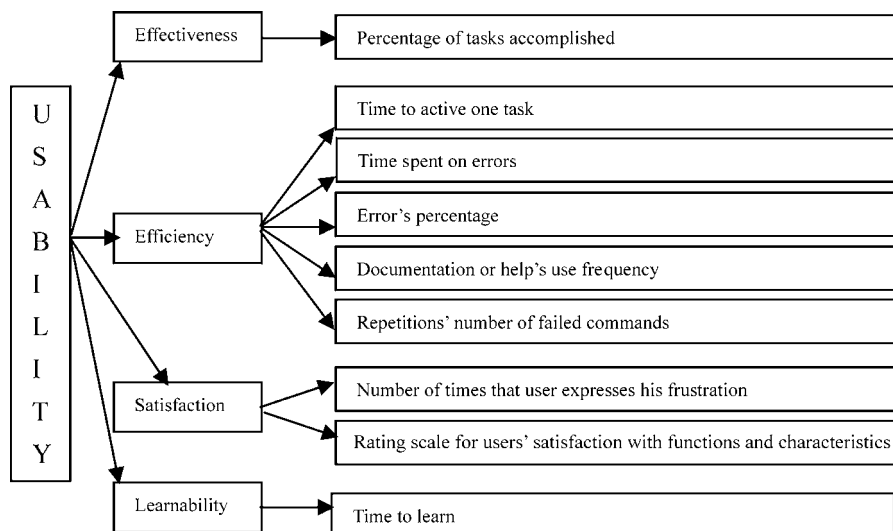 USABILITY
Effectiveness
Percentage of tasks accomplished
Efficiency
Time to active one task
Time spent on errors
Error's percentage
Documentation or help's use frequency
Repetitions' number of failed commands
Satisfaction
Number of times that user expresses his frustration
Rating scale for users' satisfaction with functions and characteristics
Learnability
Time to learn